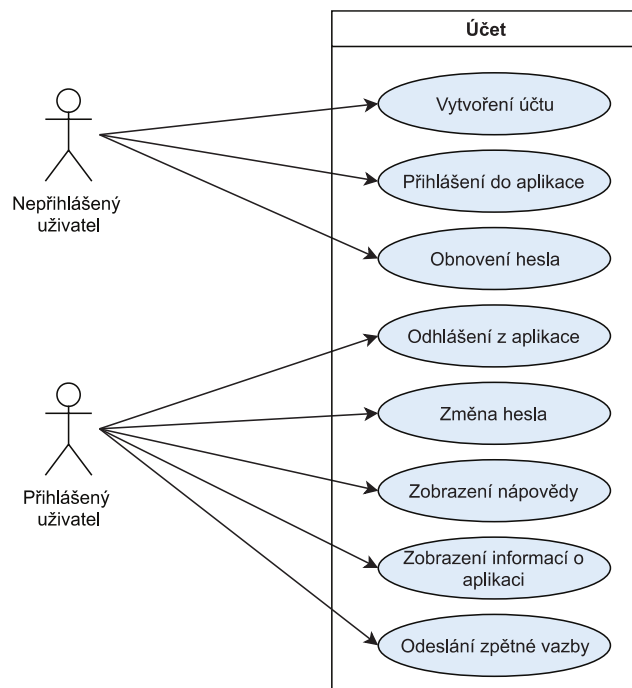 Účet
Vytvoření účtu
Přihlášení do aplikace
Nepřihlášený
uživatel
Obnovení hesla
Odhlášení z aplikace
Změna hesla
Přihlášený
uživatel
Zobrazení nápovědy
Zobrazení informací o
aplikaci
Odeslání zpětné vazby